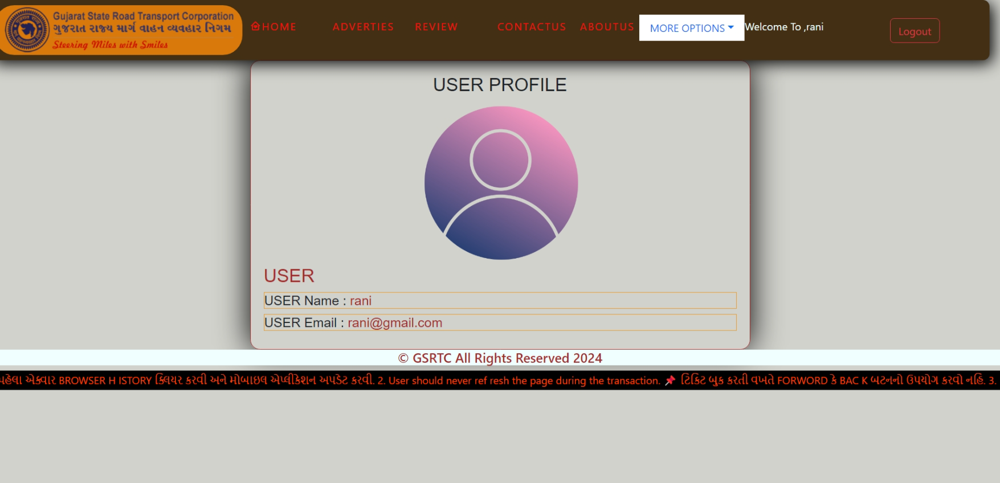 Gujarat State Road Transport Corporation
ગુજરાત રાજ્ય માર્ગ વાહન વ્યવહાર નિગમ
Steering Miles with Smiles
HOME ADVERTIES REVIEW CONTACTUS ABOUTUS MORE OPTIONS Welcome To ,rani Logout
USER PROFILE
USER
USER Name : rani
USER Email : rani@gmail.com
© GSRTC All Rights Reserved 2024
પહેલા એક્વાર BROWSER H ISTORY ક્લિયર કરવી અને મોબાઇલ એપ્લીકેશન અપડેટ કરવી. 2. User should never ref resh the page during the transaction. 📌 ટિકિટ બુક કરતી વખતે FORWORD કે BAC K બટનનો ઉપયોગ કરવો નહિ. 3.